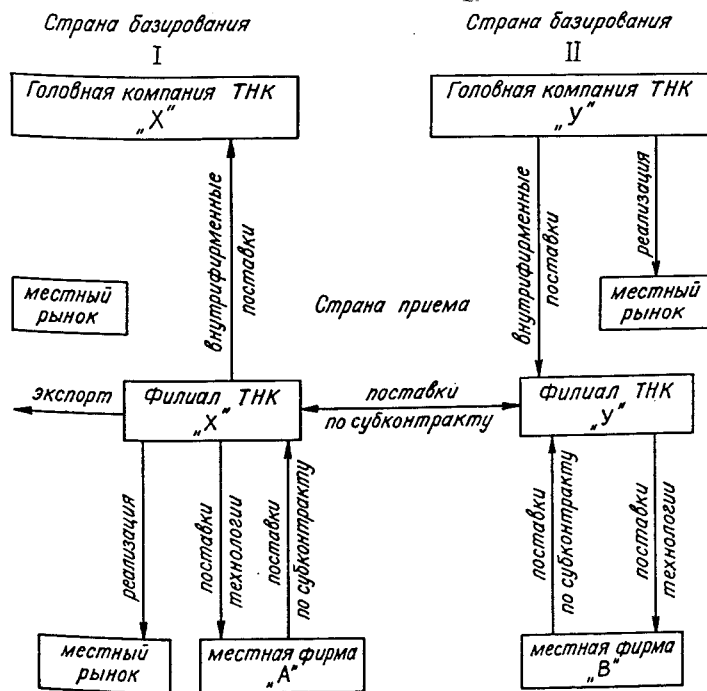 Страна базирования
I
Страна базирования
II
Головная компания ТНК
„X"
Головная компания ТНК
„У"
внутрифирменные
поставки
внутрифирменные
поставки
реализация
местный
рынок
Страна приема
местный
рынок
экспорт
Филиал ТНК
„X"
поставки
по субконтракту
Филиал ТНК
„У"
реализация
поставки
технологии
поставки
по субконтракту
поставки
по субконтракту
поставки
технологии
местный
рынок
местная фирма
„А"
местная фирма
„В"